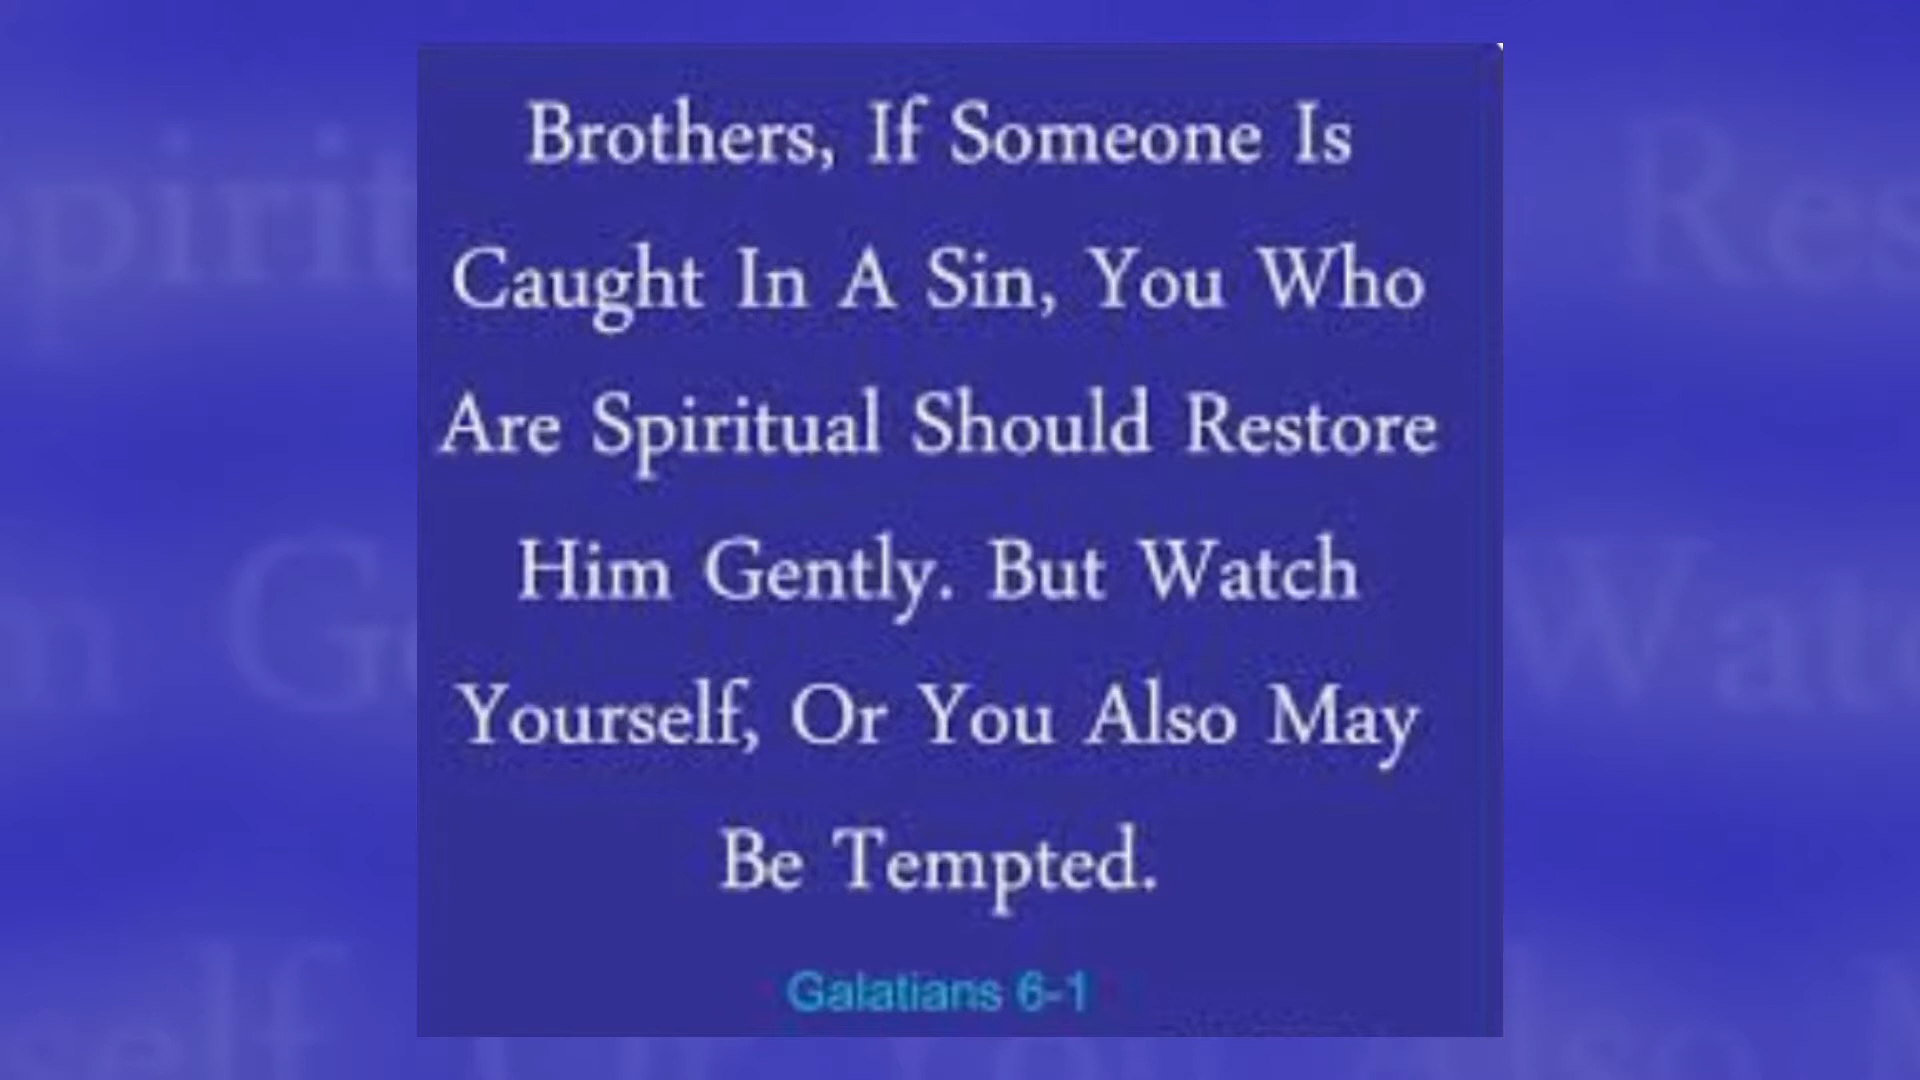 Brothers, If Someone Is
Caught In A Sin, You Who
Are Spiritual Should Restore
Him Gently. But Watch
Yourself, Or You Also May
Be Tempted.
Galatians 6-1